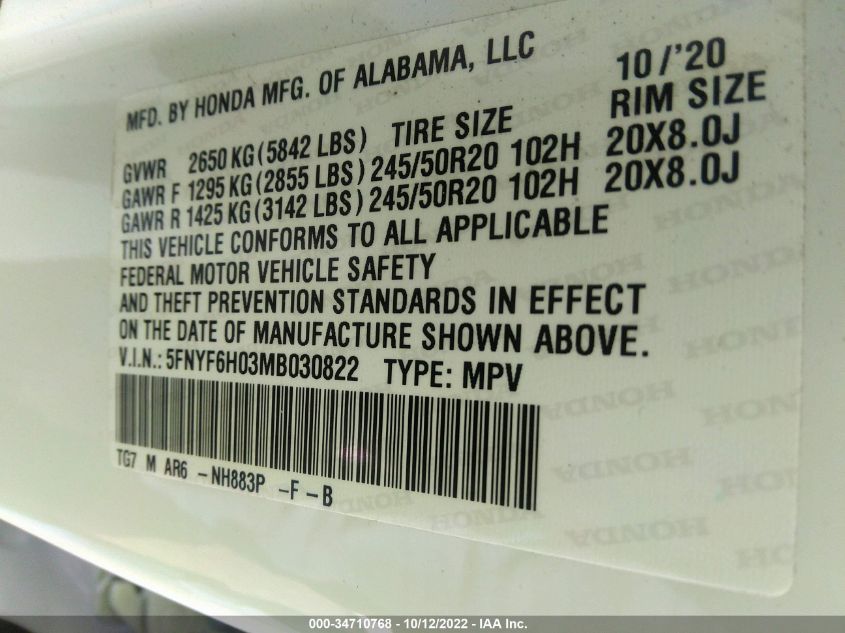 MFD. BY HONDA MFG. OF ALABAMA, LLC 10/'20
GVWR 2650 KG (5842 LBS) TIRE SIZE RIM SIZE
GAWR F 1295 KG (2855 LBS) 245/50R20 102H 20X8.0J
GAWR R 1425 KG (3142 LBS) 245/50R20 102H 20X8.0J
THIS VEHICLE CONFORMS TO ALL APPLICABLE
FEDERAL MOTOR VEHICLE SAFETY
AND THEFT PREVENTION STANDARDS IN EFFECT
ON THE DATE OF MANUFACTURE SHOWN ABOVE.
V.I.N.: 5FNYF6H03MB030822 TYPE: MPV
TG7 M AR6 -NH883P -F -B
HONDA
000-34710768 - 10/12/2022 - IAA Inc.